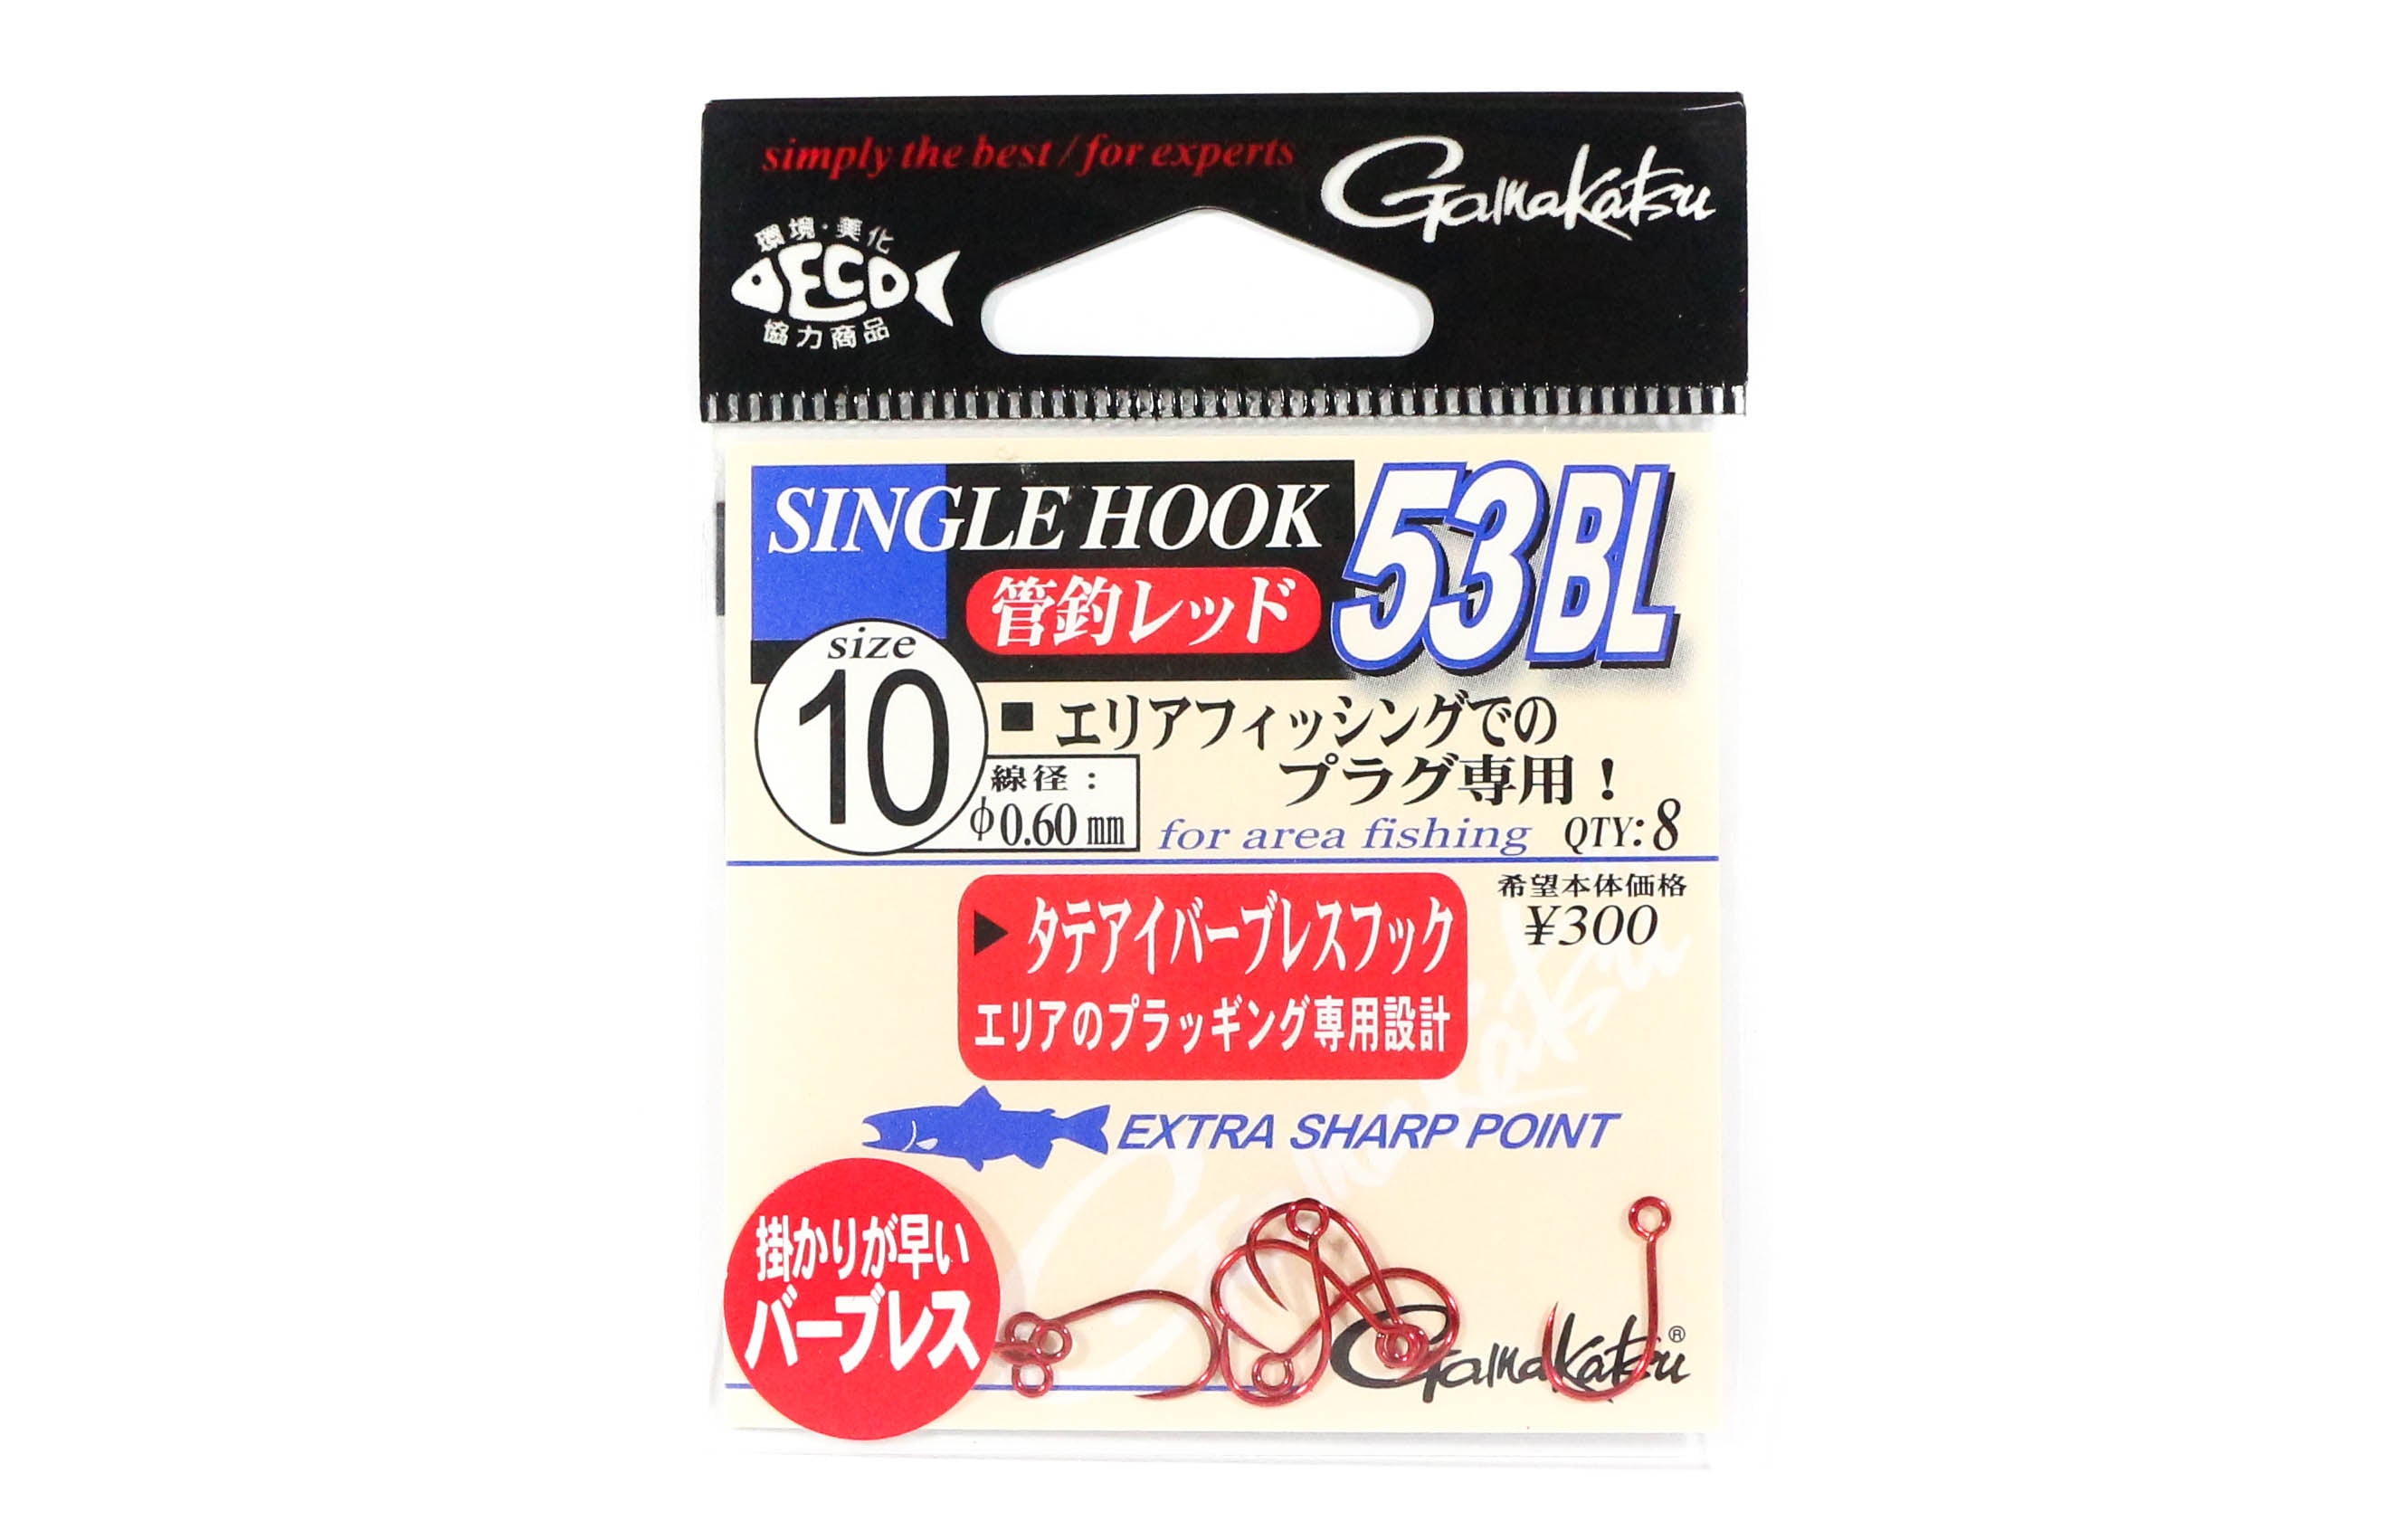 simply the best / for experts
Gamakatsu
環境・美化
DECO
協力商品
SINGLE HOOK
53BL
管釣レッド
size
10
■ エリアフィッシングでの
プラグ専用！
線径：
φ0.60㎜
for area fishing
QTY:8
希望本体価格
¥300
▶ タテアイバーブレスフック
エリアのプラッギング専用設計
Gamakatsu
EXTRA SHARP POINT
掛かりが早い
バーブレス
Gamakatsu®